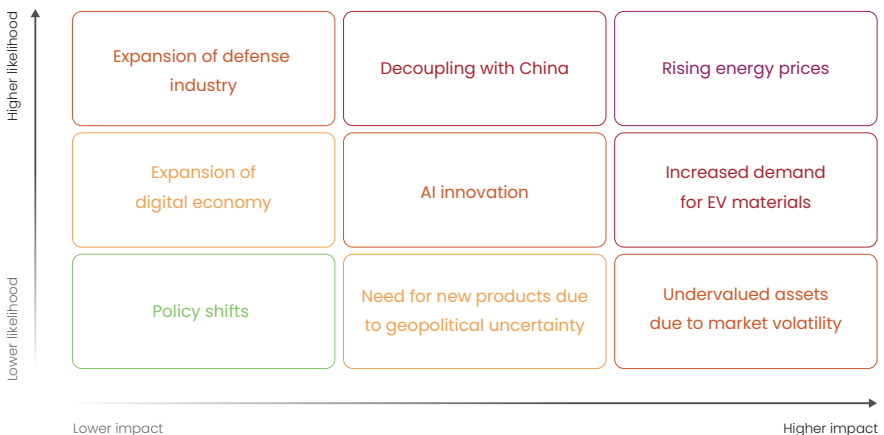 Higher likelihood
Lower likelihood
Expansion of defense
industry
Decoupling with China
Rising energy prices
Expansion of
digital economy
AI innovation
Increased demand
for EV materials
Policy shifts
Need for new products due
to geopolitical uncertainty
Undervalued assets
due to market volatility
Lower impact
Higher impact